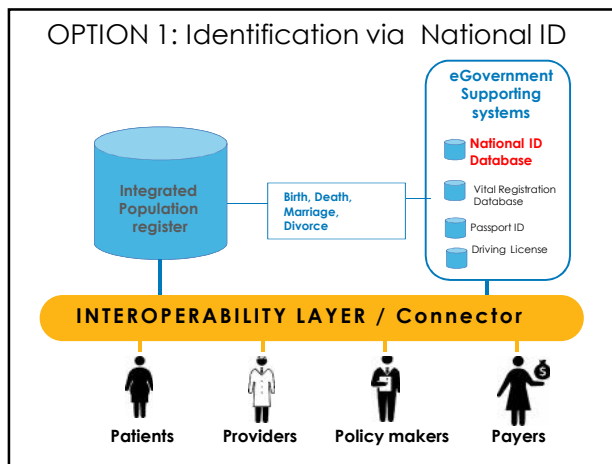 OPTION 1: Identification via National ID
eGovernment
Supporting
systems
National ID
Database
Vital Registration
Database
Passport ID
Driving License
Integrated
Population
register
Birth, Death,
Marriage,
Divorce
INTEROPERABILITY LAYER / Connector
$
Patients
Providers
Policy makers
Payers